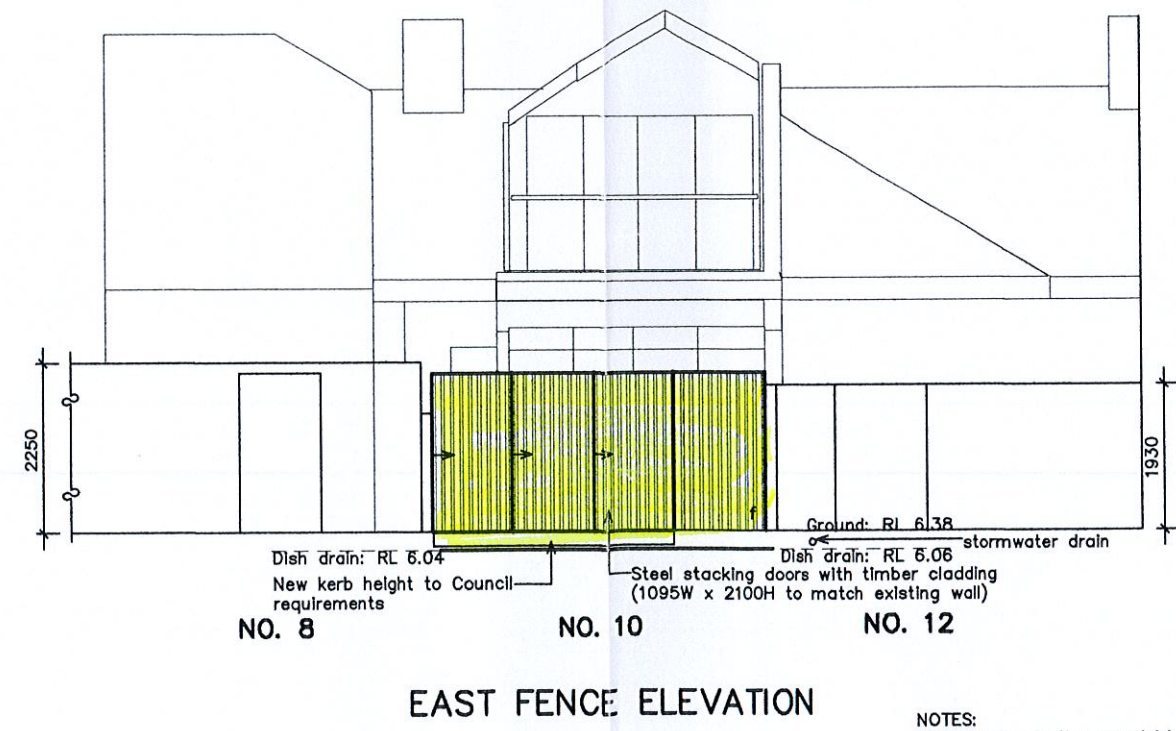 2250
1930
f
Ground: RL 6.38
stormwater drain
Dish drain: RL 6.04
Dish drain: RL 6.06
New kerb height to Council
requirements
Steel stacking doors with timber cladding
(1095W x 2100H to match existing wall)
NO. 8
NO. 10
NO. 12
EAST FENCE ELEVATION
NOTES: